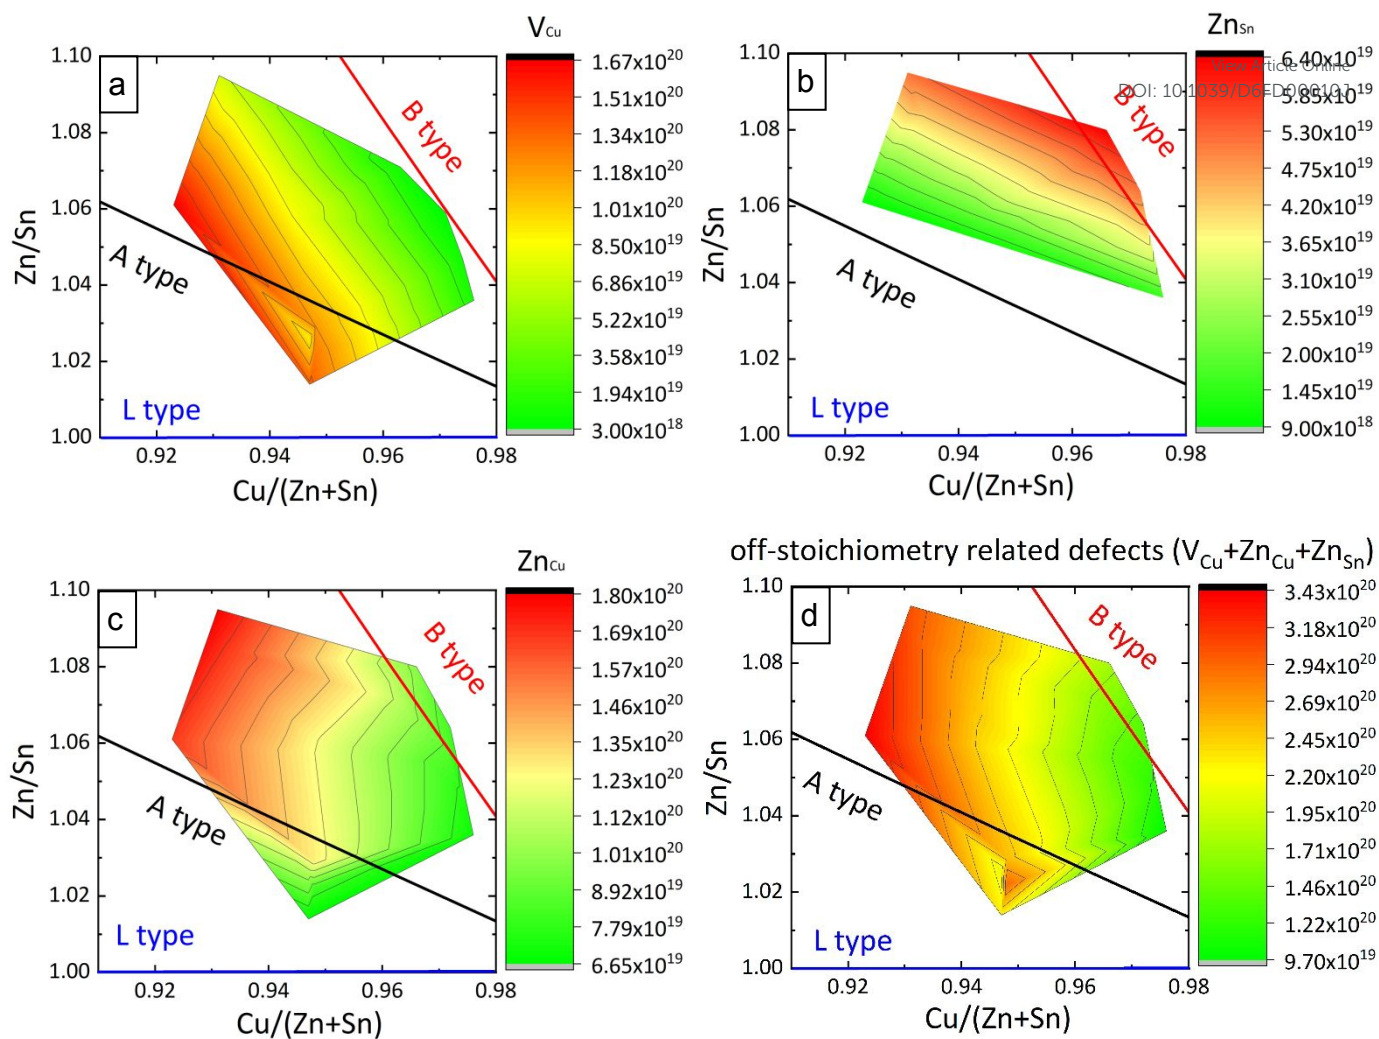 V_Cu
a
1.10
1.08
1.06
1.04
1.02
1.00
Zn/Sn
B type
A type
L type
0.92 0.94 0.96 0.98
Cu/(Zn+Sn)
1.67x10^20
1.51x10^20
1.34x10^20
1.18x10^20
1.01x10^20
8.50x10^19
6.86x10^19
5.22x10^19
3.58x10^19
1.94x10^19
3.00x10^18
Zn_Sn
b
1.10
1.08
1.06
1.04
1.02
1.00
Zn/Sn
B type
A type
L type
0.92 0.94 0.96 0.98
Cu/(Zn+Sn)
6.40x10^19
View Article Online
DOI:
5.85x10^19
5.30x10^19
4.75x10^19
4.20x10^19
3.65x10^19
3.10x10^19
2.55x10^19
2.00x10^19
1.45x10^19
9.00x10^18
Zn_Cu
c
1.10
1.08
1.06
1.04
1.02
1.00
Zn/Sn
B type
A type
L type
0.92 0.94 0.96 0.98
Cu/(Zn+Sn)
1.80x10^20
1.69x10^20
1.57x10^20
1.46x10^20
1.35x10^20
1.23x10^20
1.12x10^20
1.01x10^20
8.92x10^19
7.79x10^19
6.65x10^19
off-stoichiometry related defects (V_Cu+Zn_Cu+Zn_Sn)
d
1.10
1.08
1.06
1.04
1.02
1.00
Zn/Sn
B type
A type
L type
0.92 0.94 0.96 0.98
Cu/(Zn+Sn)
3.43x10^20
3.18x10^20
2.94x10^20
2.69x10^20
2.45x10^20
2.20x10^20
1.95x10^20
1.71x10^20
1.46x10^20
1.22x10^20
9.70x10^19